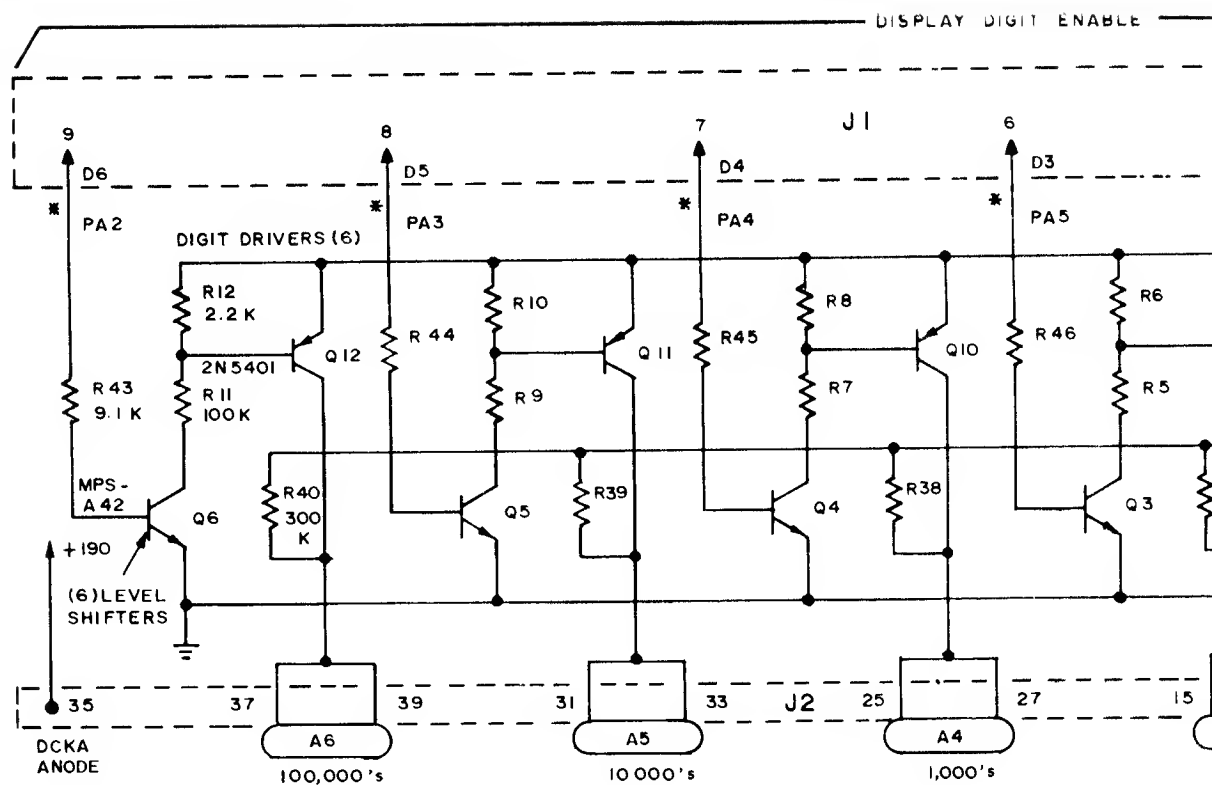 DISPLAY DIGIT ENABLE
J1
9
8
7
6
D6
D5
D4
D3
*
*
*
*
PA2
PA3
PA4
PA5
DIGIT DRIVERS (6)
R12
2.2 K
R10
R8
R6
R44
R45
R46
Q12
Q11
Q10
2N5401
R43
9.1 K
R11
100K
R9
R7
R5
MPS-
A42
R40
300
K
R39
R38
Q6
Q5
Q4
Q3
+190
(6) LEVEL
SHIFTERS
35
37
39
31
33
J2
25
27
15
DCKA
ANODE
A6
A5
A4
100,000's
10 000's
1,000's